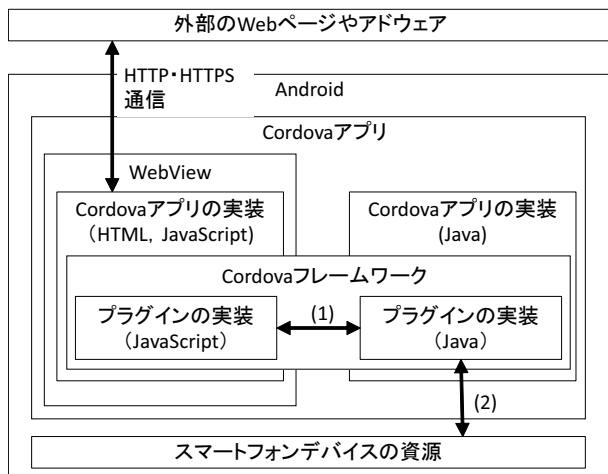 外部のWebページやアドウェア
HTTP・HTTPS
通信
Android
Cordovaアプリ
WebView
Cordovaアプリの実装
（HTML, JavaScript)
Cordovaアプリの実装
(Java)
Cordovaフレームワーク
プラグインの実装
（JavaScript）
(1)
プラグインの実装
（Java）
(2)
スマートフォンデバイスの資源